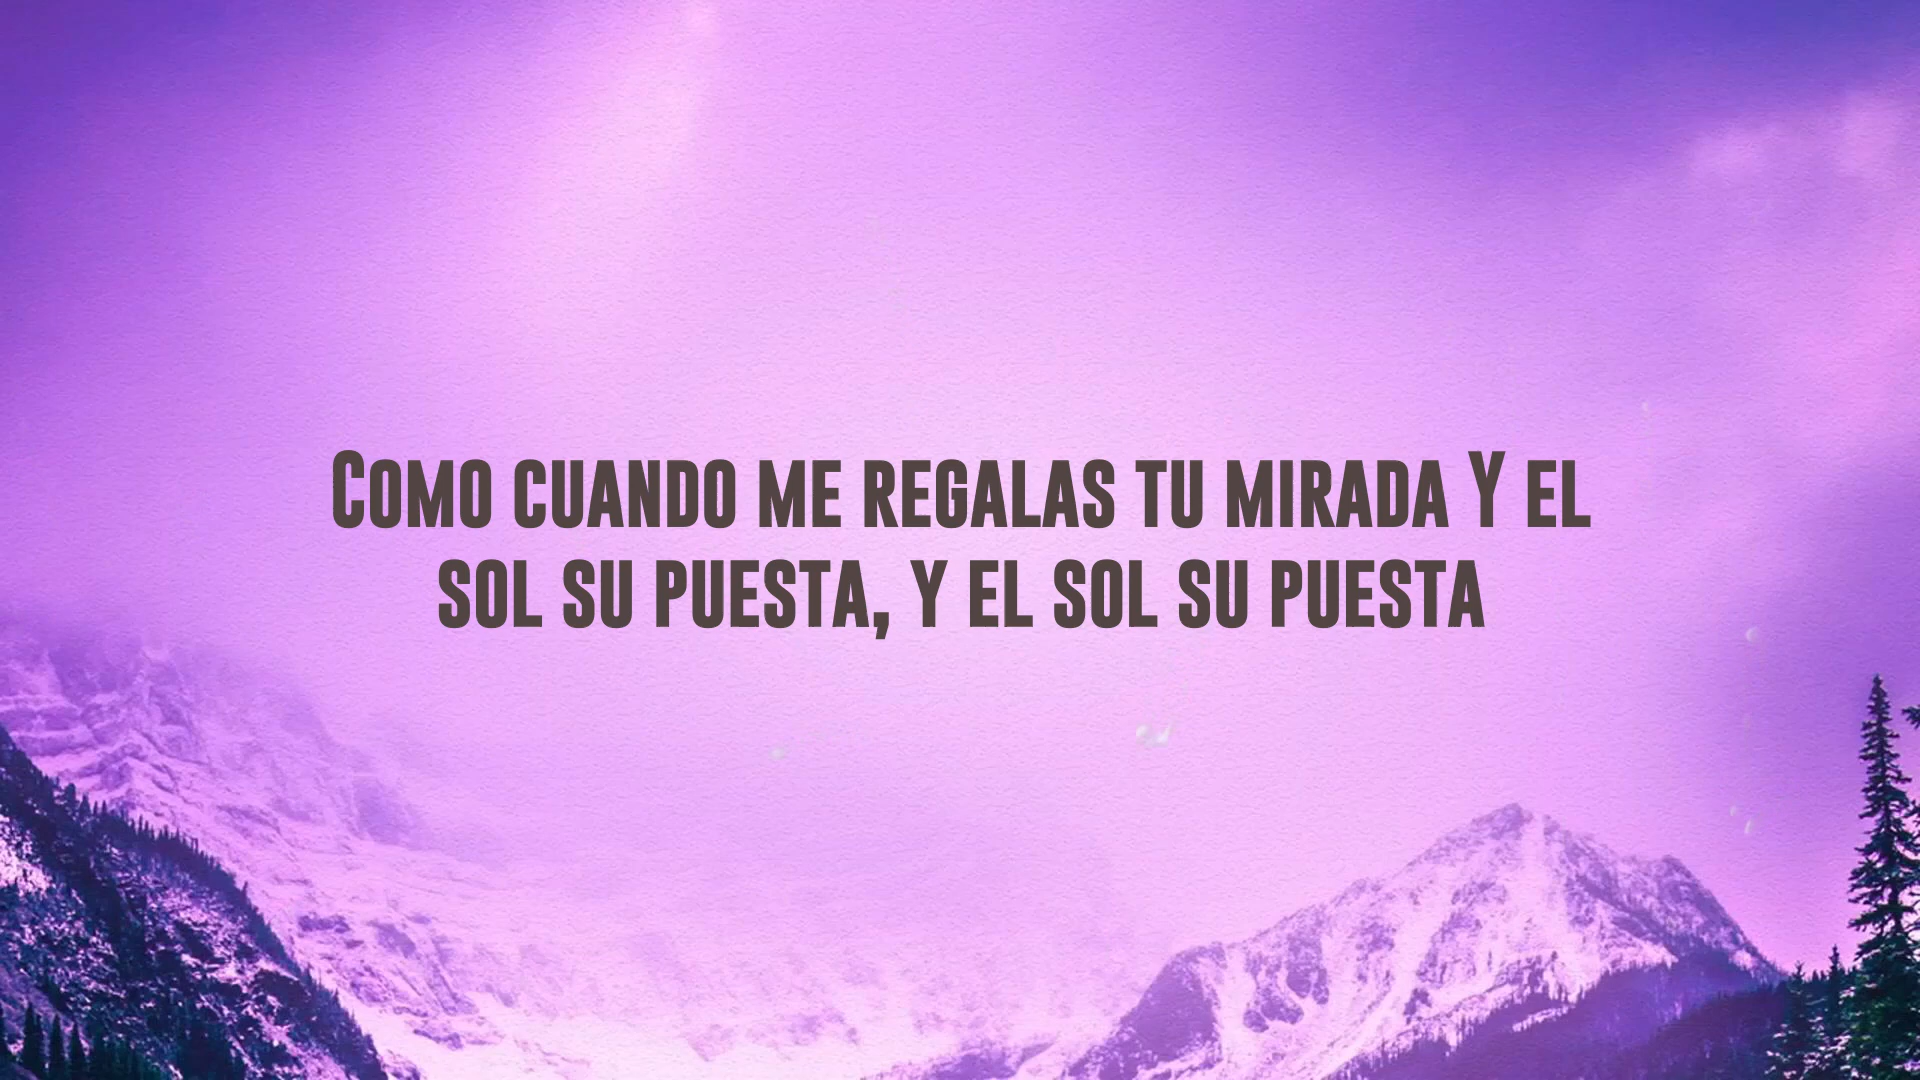 Como cuando me regalas tu mirada Y el
sol su puesta, y el sol su puesta